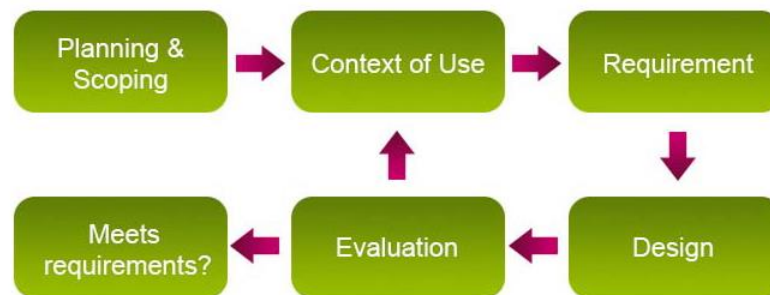 Planning &
Scoping
Context of Use
Requirement
Meets
requirements?
Evaluation
Design